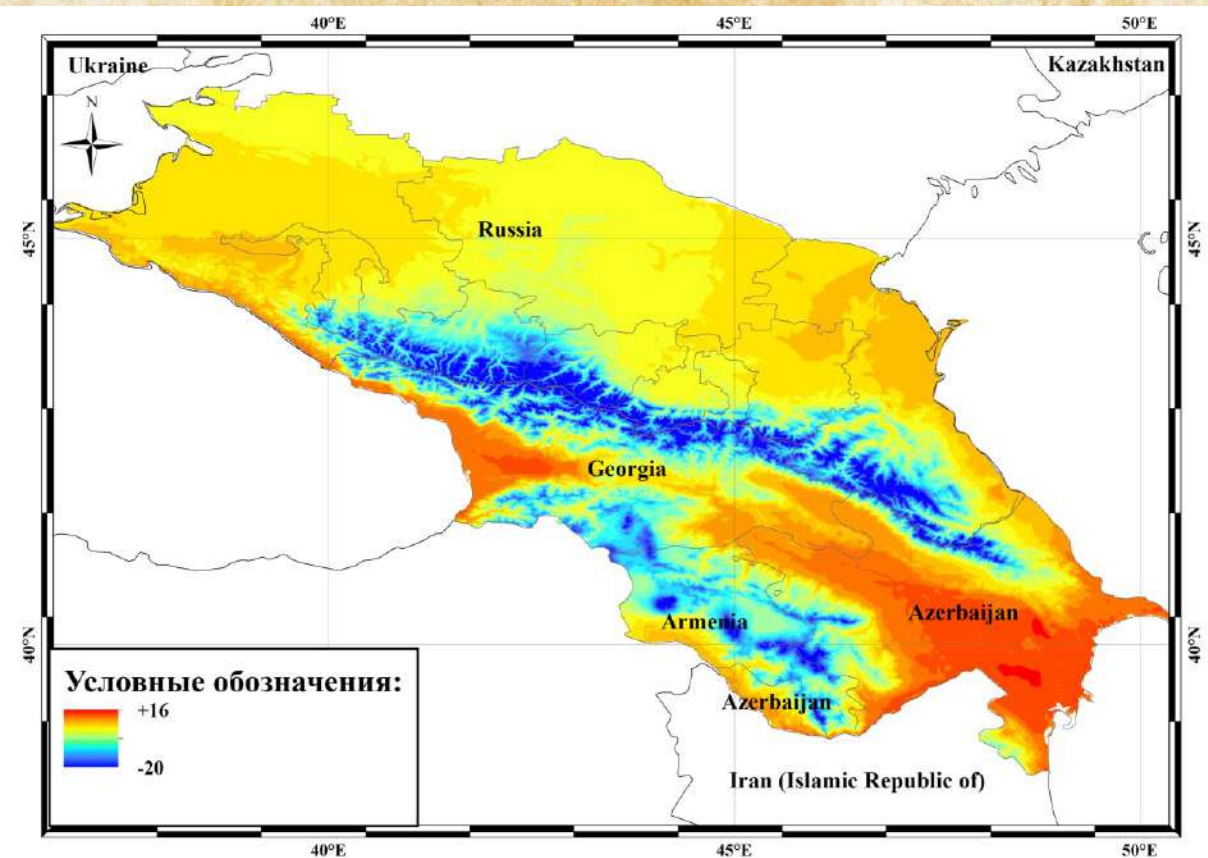 40°E 45°E 50°E
Ukraine Kazakhstan
N
45°N 45°N
Russia
Georgia
Azerbaijan
Armenia
40°N 40°N
Azerbaijan
Условные обозначения:
+16
-20
Iran (Islamic Republic of)
40°E 45°E 50°E